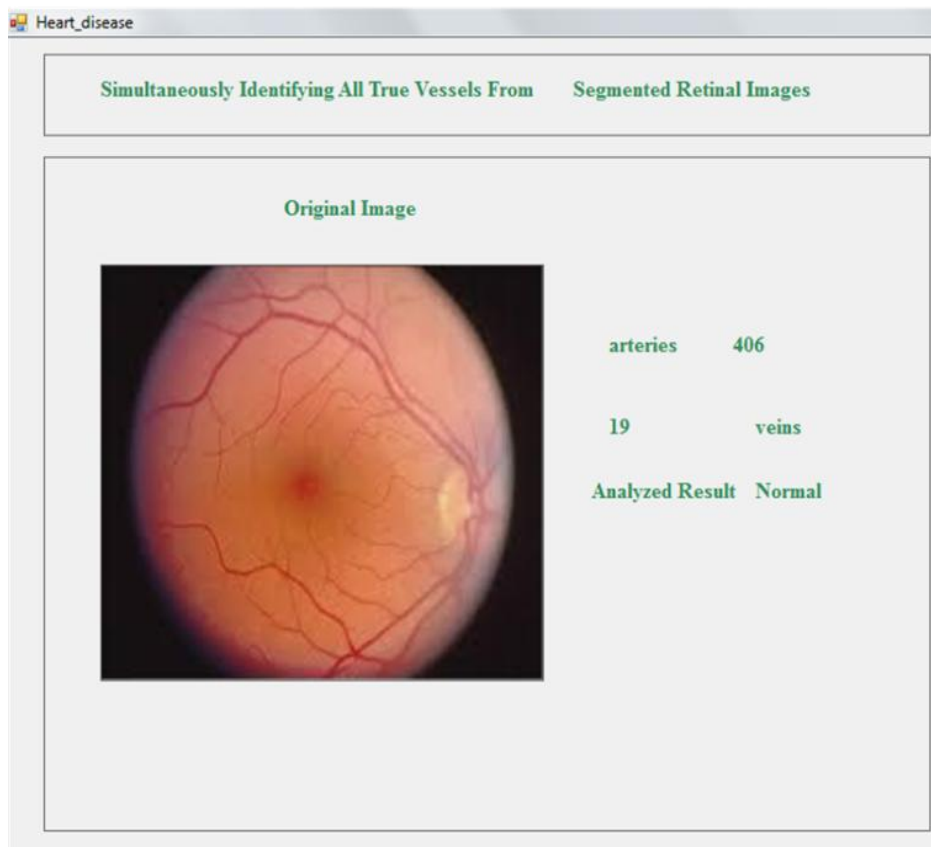 Heart_disease
Simultaneously Identifying All True Vessels From Segmented Retinal Images
Original Image
arteries 406
19 veins
Analyzed Result Normal